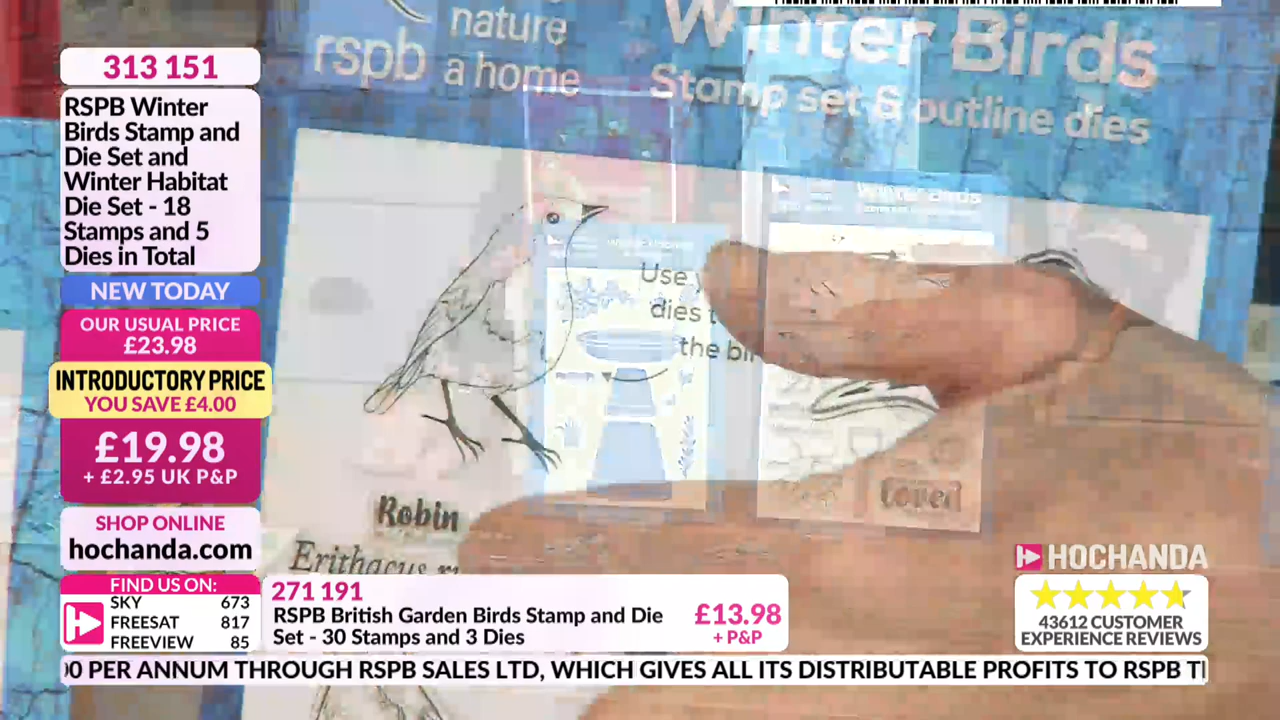 nature
rspb a home
Winter Birds
Stamp set & outline dies
313 151
RSPB Winter
Birds Stamp and
Die Set and
Winter Habitat
Die Set - 18
Stamps and 5
Dies in Total
NEW TODAY
OUR USUAL PRICE
£23.98
INTRODUCTORY PRICE
YOU SAVE £4.00
£19.98
+ £2.95 UK P&P
SHOP ONLINE
hochanda.com
FIND US ON:
SKY 673
FREESAT 817
FREEVIEW 85
Winter Birds
Use
dies
the
Robin
Erithacus
loved
271 191
RSPB British Garden Birds Stamp and Die
Set - 30 Stamps and 3 Dies
£13.98
+ P&P
HOCHANDA
43612 CUSTOMER
EXPERIENCE REVIEWS
0 PER ANNUM THROUGH RSPB SALES LTD, WHICH GIVES ALL ITS DISTRIBUTABLE PROFITS TO RSPB